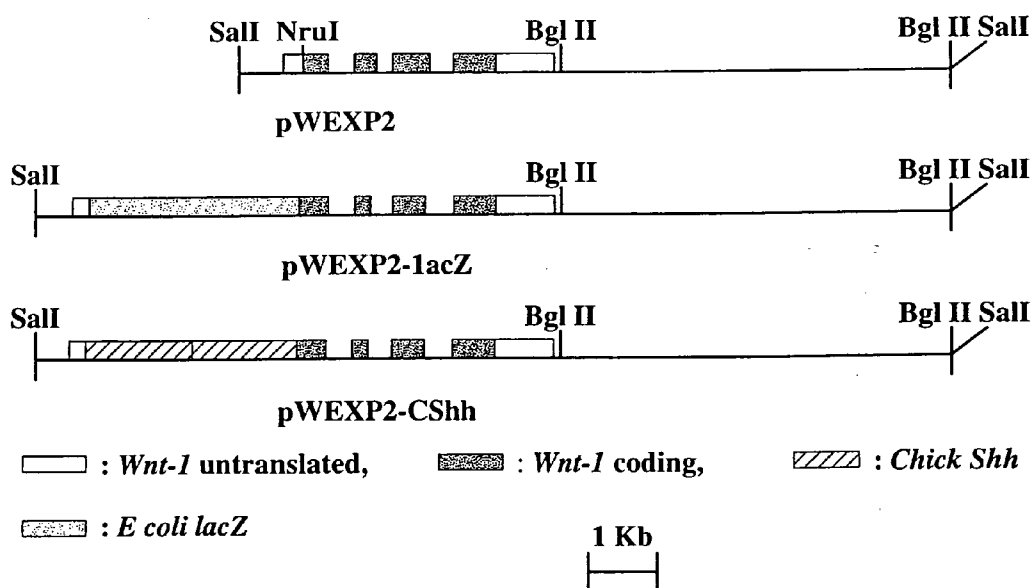 SalI NruI Bgl II Bgl II SalI
pWEXP2
SalI Bgl II Bgl II SalI
pWEXP2-1acZ
SalI Bgl II Bgl II SalI
pWEXP2-CShh
: Wnt-1 untranslated, : Wnt-1 coding, : Chick Shh
: E coli lacZ
1 Kb